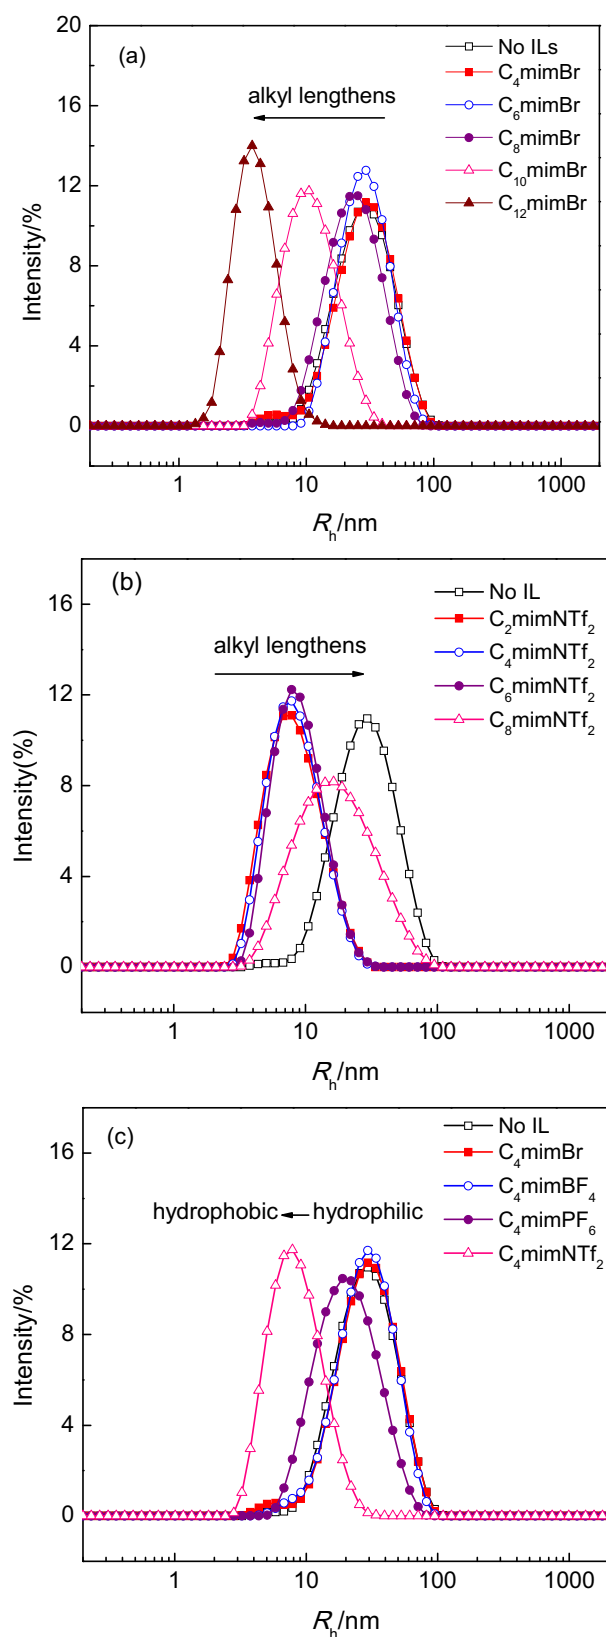 (a)
No ILs
C₄mimBr
C₆mimBr
C₈mimBr
C₁₀mimBr
C₁₂mimBr
alkyl lengthens
20
16
12
8
4
0
Intensity/%
1 10 100 1000
Rₕ/nm
(b)
No IL
C₂mimNTf₂
C₄mimNTf₂
C₆mimNTf₂
C₈mimNTf₂
alkyl lengthens
16
12
8
4
0
Intensity(%)
1 10 100 1000
Rₕ/nm
(c)
No IL
C₄mimBr
C₄mimBF₄
C₄mimPF₆
C₄mimNTf₂
hydrophobic hydrophilic
16
12
8
4
0
Intensity/%
1 10 100 1000
Rₕ/nm